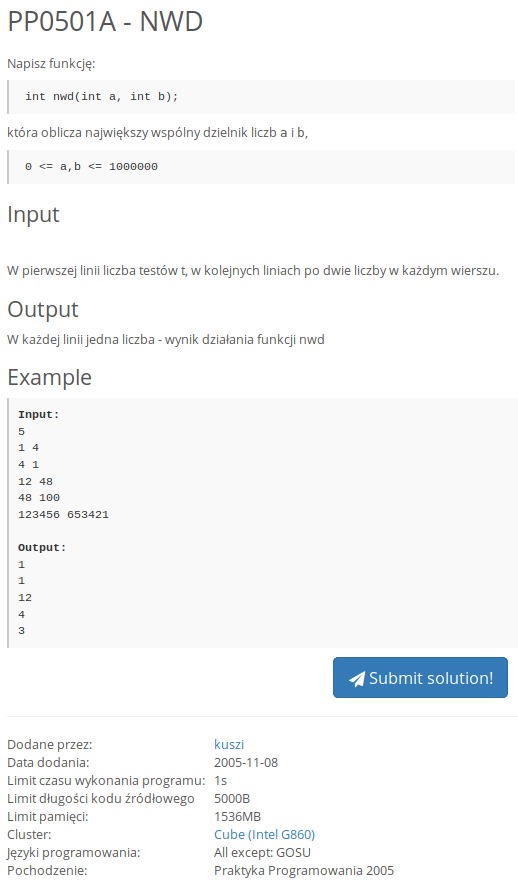 PP0501A - NWD
Napisz funkcję:
int nwd(int a, int b);
która oblicza największy wspólny dzielnik liczb a i b,
0 <= a,b <= 1000000
Input
W pierwszej linii liczba testów t, w kolejnych liniach po dwie liczby w każdym wierszu.
Output
W każdej linii jedna liczba - wynik działania funkcji nwd
Example
Input:
5
1 4
4 1
12 48
48 100
123456 653421
Output:
1
1
12
4
3
Submit solution!
Dodane przez: kuszi
Data dodania: 2005-11-08
Limit czasu wykonania programu: 1s
Limit długości kodu źródłowego 5000B
Limit pamięci: 1536MB
Cluster: Cube (Intel G860)
Języki programowania: All except: GOSU
Pochodzenie: Praktyka Programowania 2005